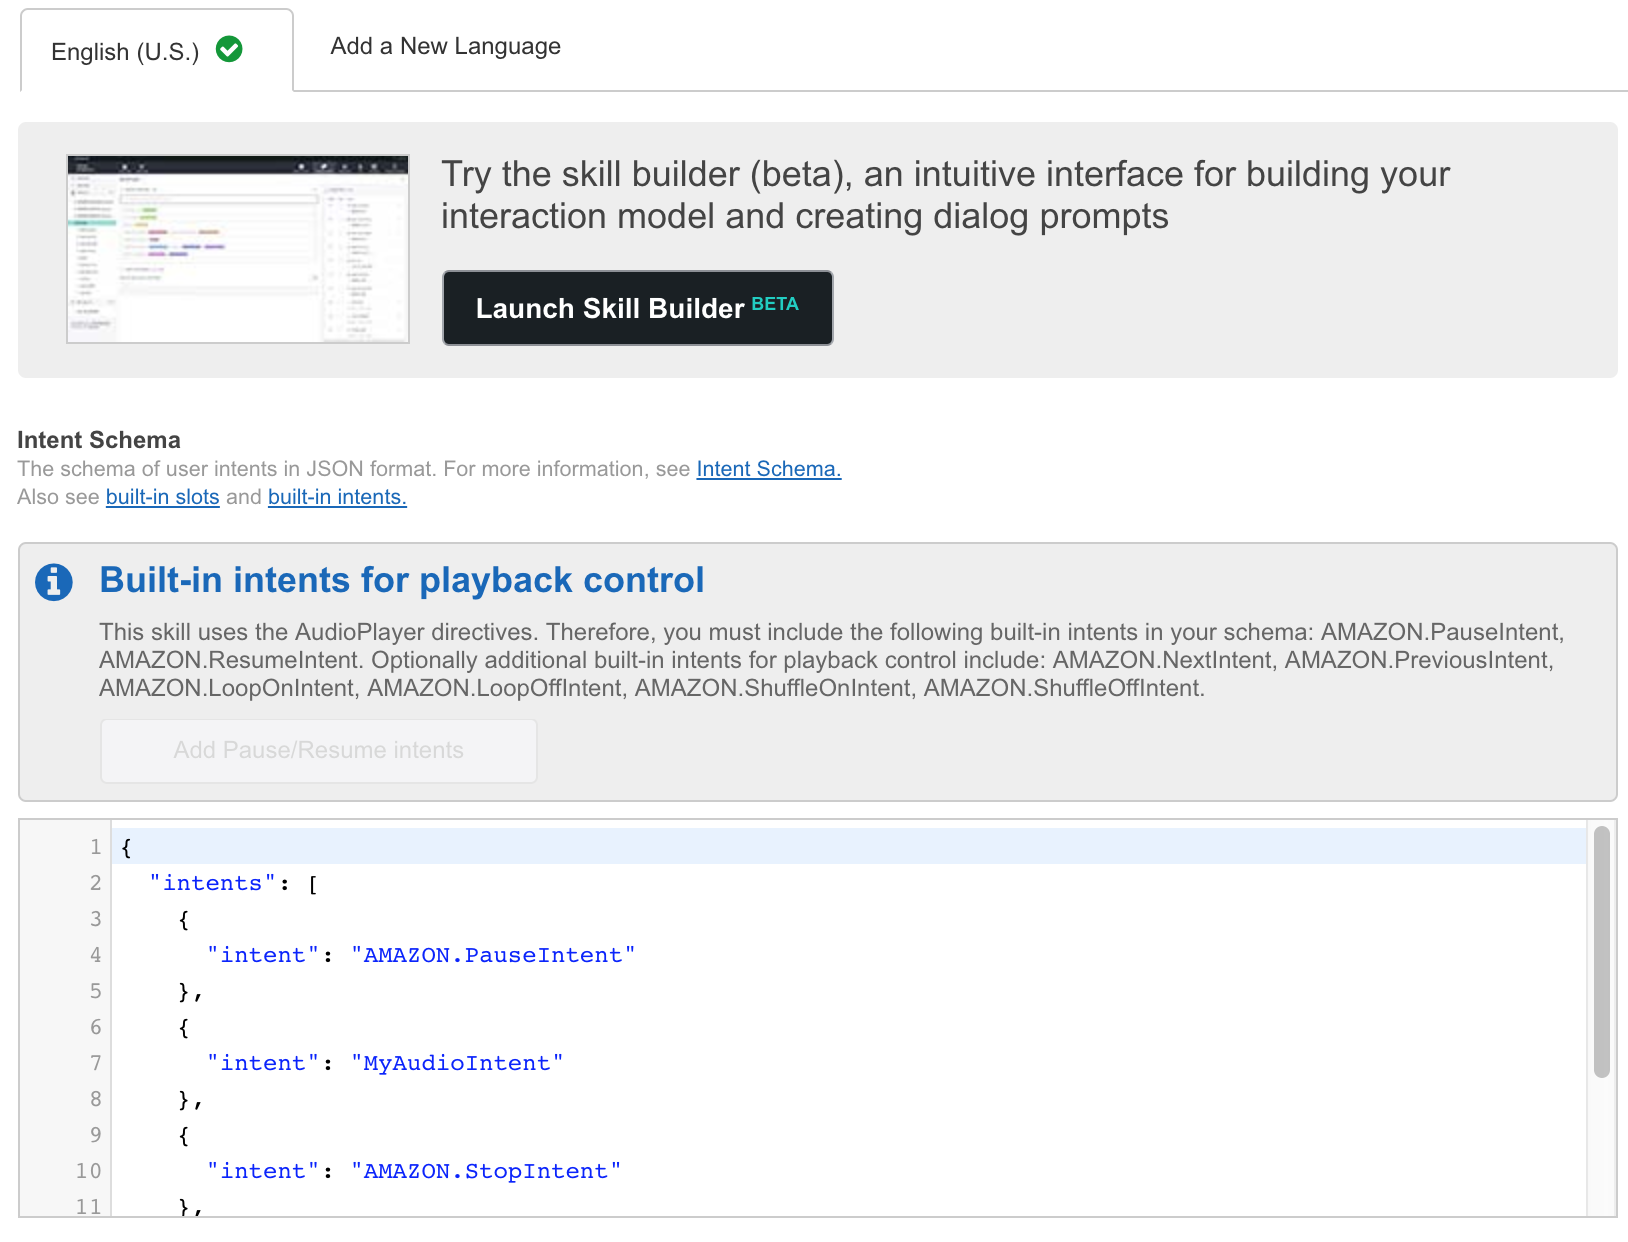 English (U.S.)
Add a New Language
Try the skill builder (beta), an intuitive interface for building your
interaction model and creating dialog prompts
Launch Skill Builder BETA
Intent Schema
The schema of user intents in JSON format. For more information, see Intent Schema.
Also see built-in slots and built-in intents.
Built-in intents for playback control
This skill uses the AudioPlayer directives. Therefore, you must include the following built-in intents in your schema: AMAZON.PauseIntent,
AMAZON.ResumeIntent. Optionally additional built-in intents for playback control include: AMAZON.NextIntent, AMAZON.PreviousIntent,
AMAZON.LoopOnIntent, AMAZON.LoopOffIntent, AMAZON.ShuffleOnIntent, AMAZON.ShuffleOffIntent.
Add Pause/Resume intents
1 {
2 "intents": [
3 {
4 "intent": "AMAZON.PauseIntent"
5 },
6 {
7 "intent": "MyAudioIntent"
8 },
9 {
10 "intent": "AMAZON.StopIntent"
11 },